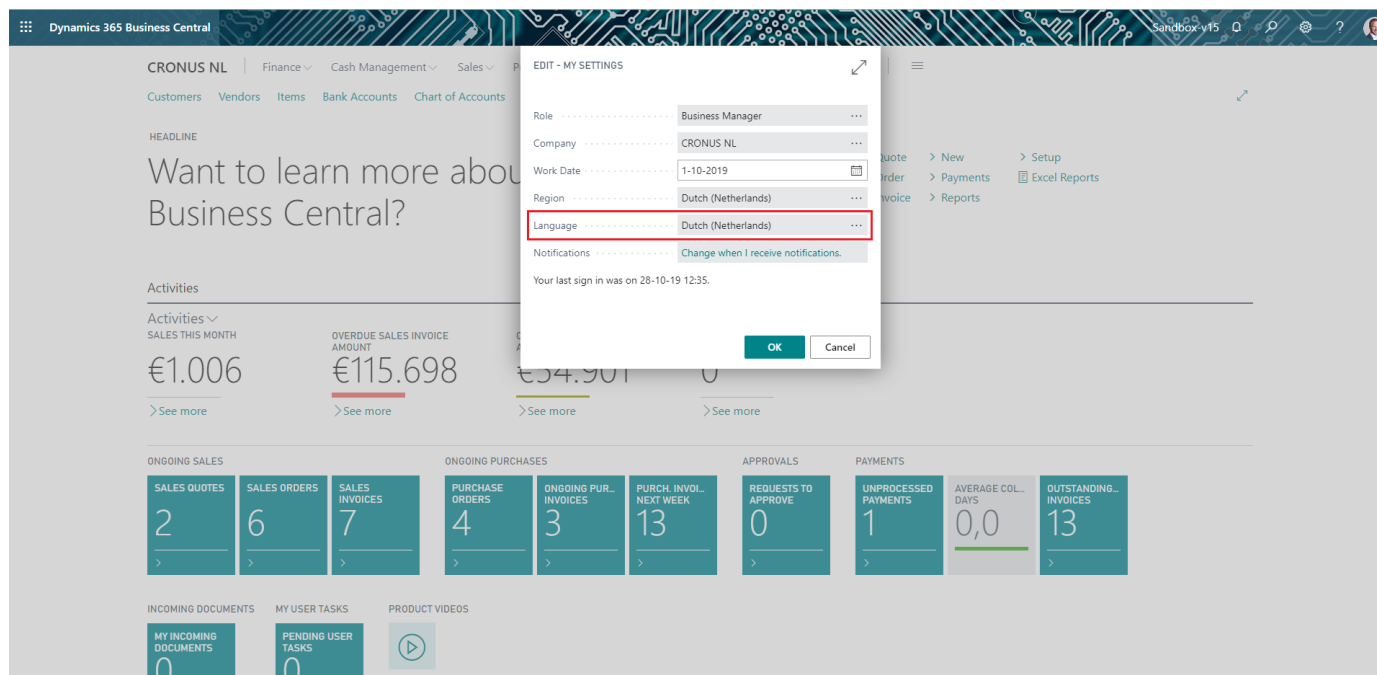 Dynamics 365 Business Central
Sandbox-v15
?
CRONUS NL
Finance
Cash Management
Sales
Customers
Vendors
Items
Bank Accounts
Chart of Accounts
HEADLINE
Want to learn more
Business Central?
EDIT - MY SETTINGS
Role
Business Manager
Company
CRONUS NL
Work Date
1-10-2019
Region
Dutch (Netherlands)
Language
Dutch (Netherlands)
Notifications
Change when I receive notifications.
Your last sign in was on 28-10-19 12:35.
OK
Cancel
> New
> Setup
> Payments
Excel Reports
> Reports
Activities
Activities
SALES THIS MONTH
€1.006
>See more
OVERDUE SALES INVOICE
AMOUNT
€115.698
>See more
>See more
>See more
ONGOING SALES
SALES QUOTES
2
>
SALES ORDERS
6
>
SALES
INVOICES
7
>
ONGOING PURCHASES
PURCHASE
ORDERS
4
>
ONGOING PUR...
INVOICES
3
>
PURCH. INVOI...
NEXT WEEK
13
>
APPROVALS
REQUESTS TO
APPROVE
0
>
PAYMENTS
UNPROCESSED
PAYMENTS
1
>
AVERAGE COL...
DAYS
0,0
OUTSTANDING...
INVOICES
13
>
INCOMING DOCUMENTS
MY INCOMING
DOCUMENTS
0
MY USER TASKS
PENDING USER
TASKS
0
PRODUCT VIDEOS